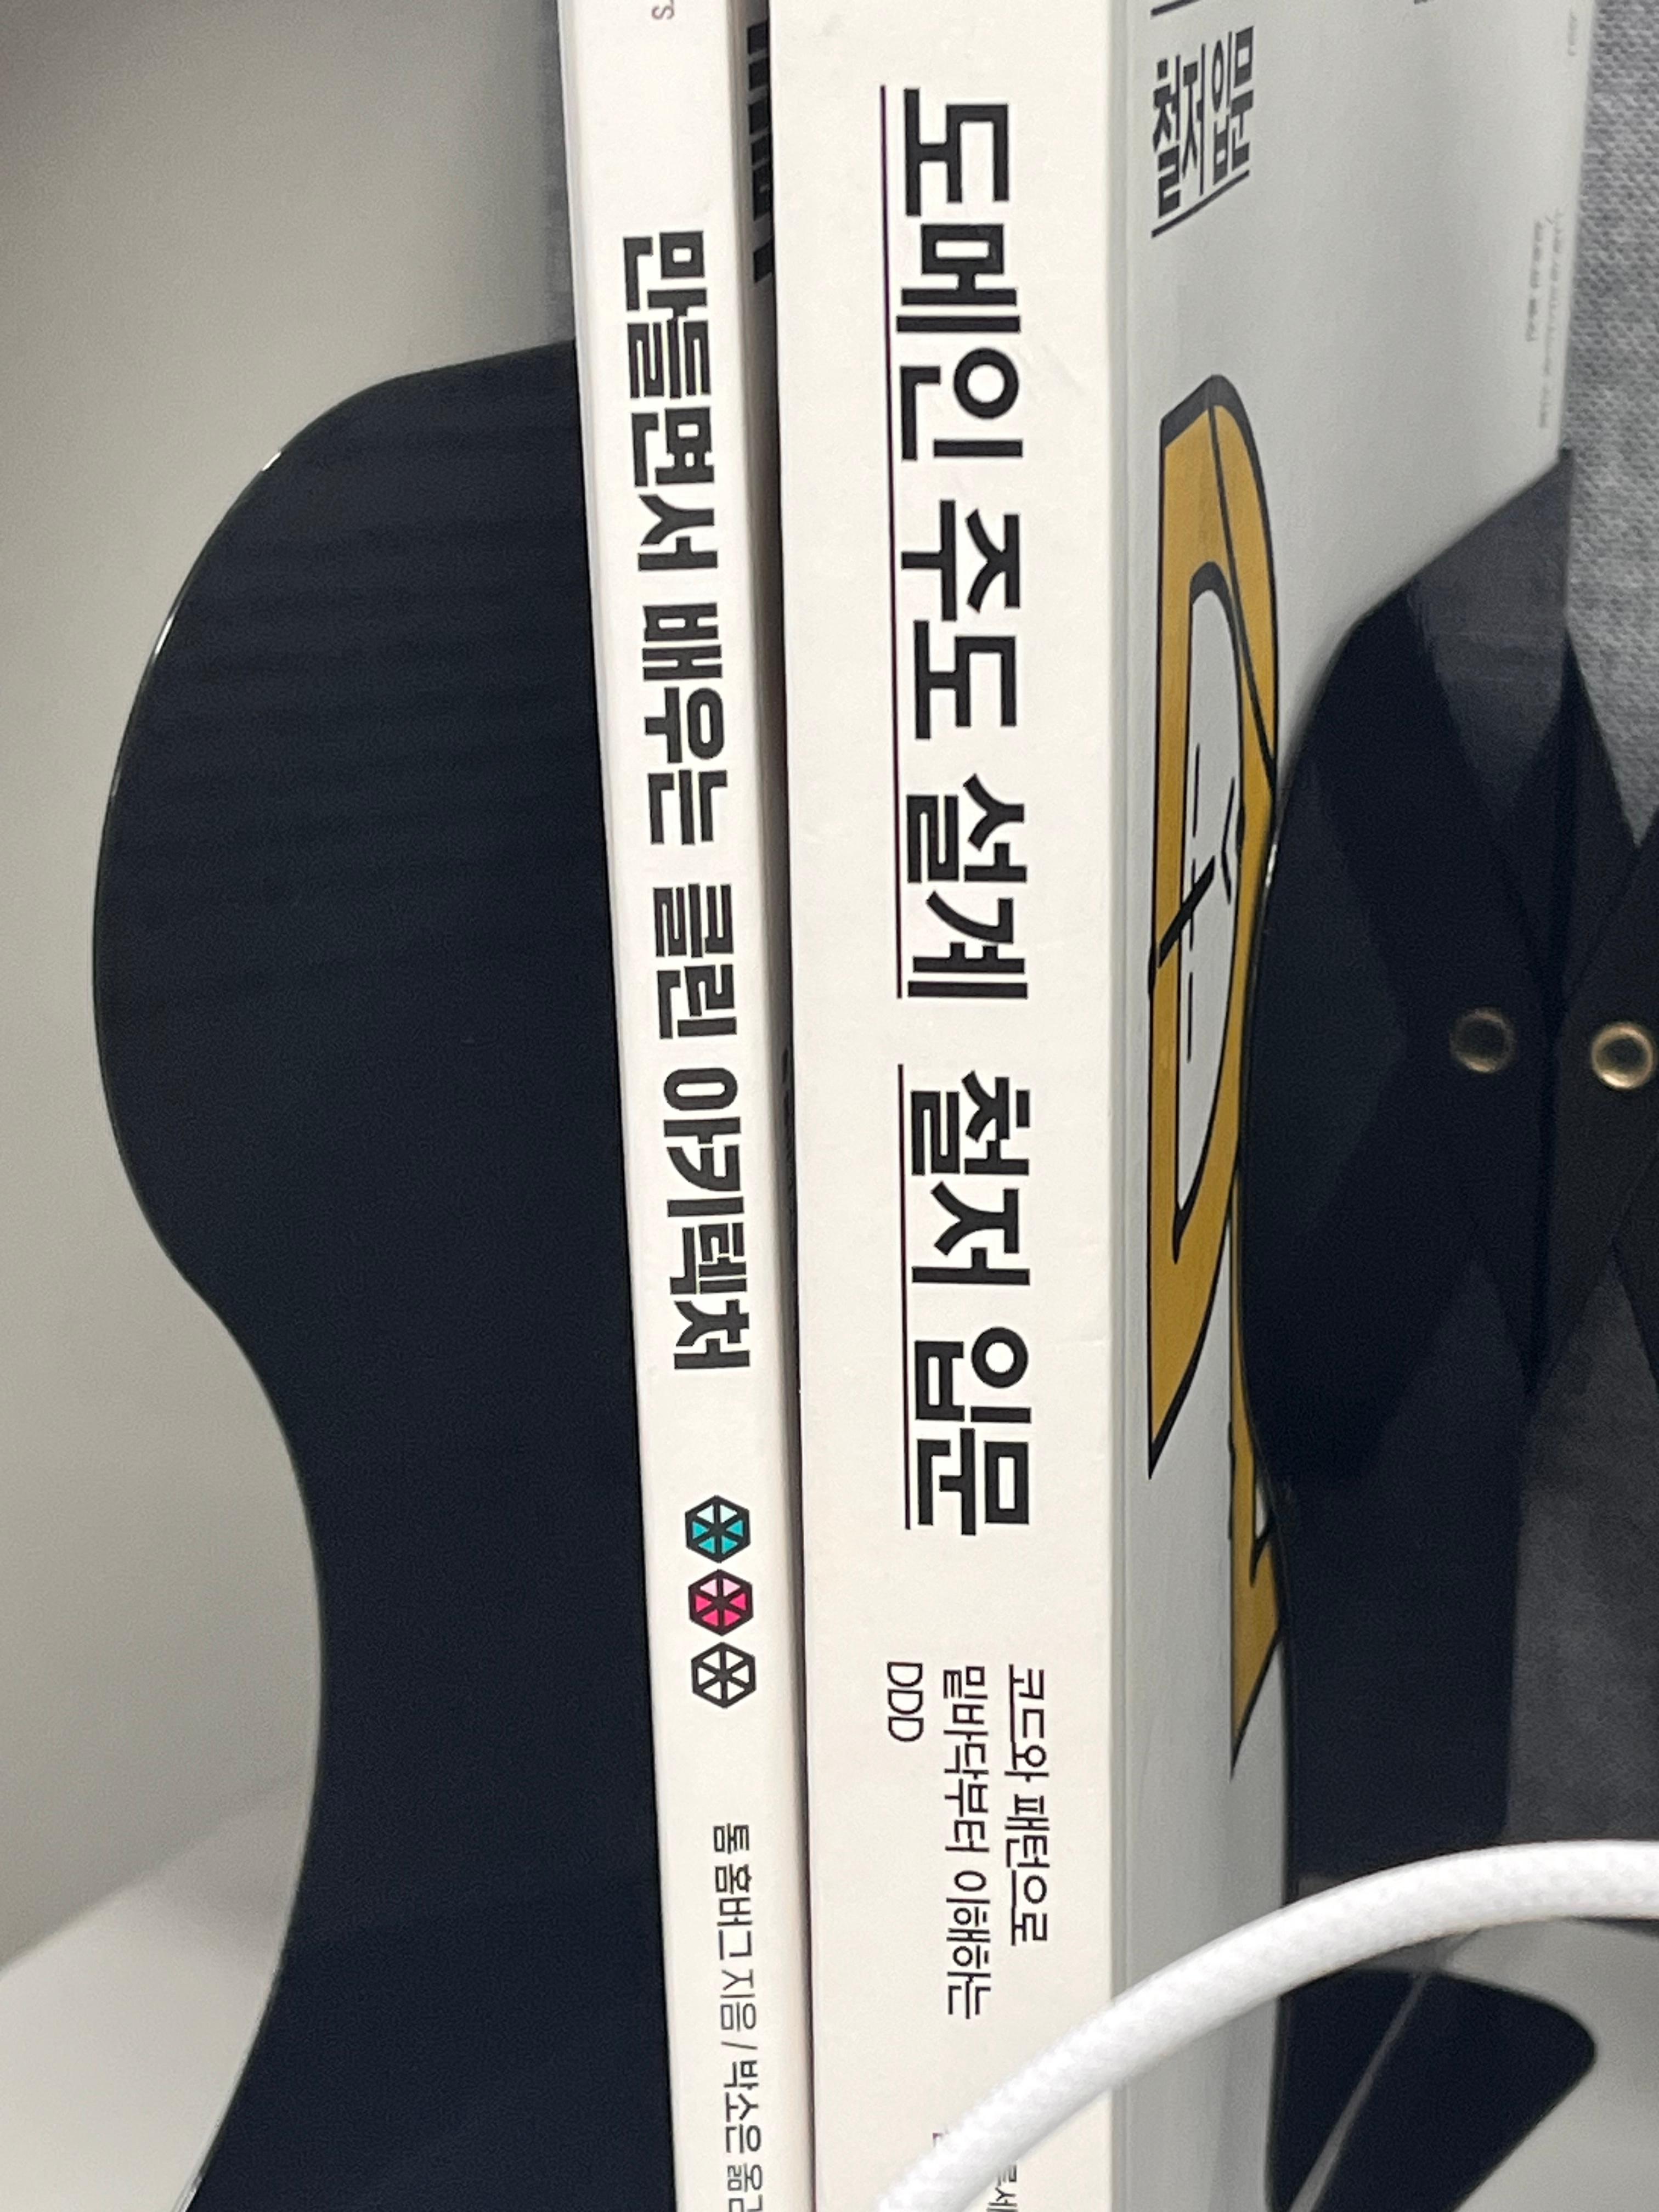 만들면서 배우는 클린 아키텍처
톰 홈버그 지음 / 박소은 옮김
도메인 주도 설계 철저 입문
코드와 패턴으로
밑바닥부터 이해하는
DDD
철저 입문